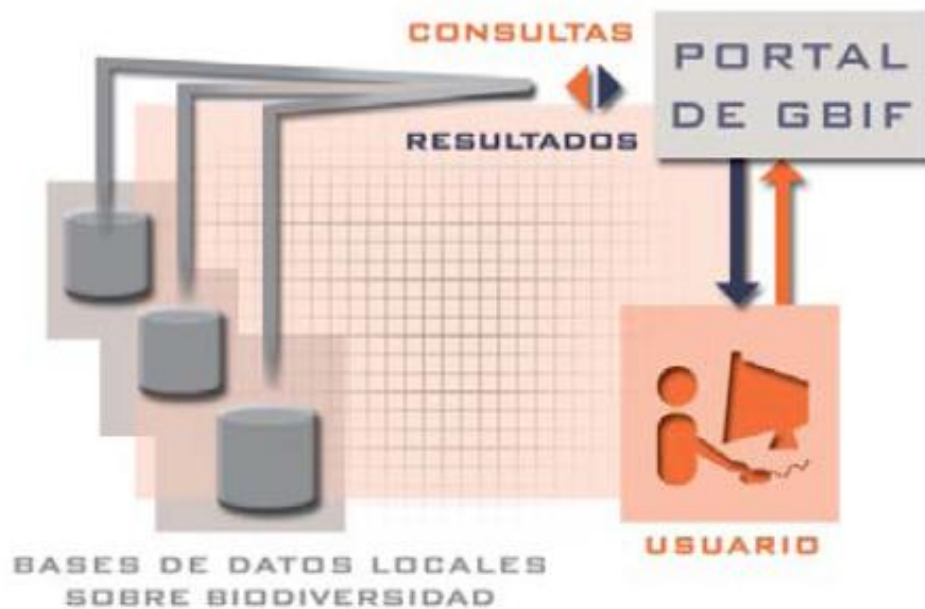 CONSULTAS
RESULTADOS
PORTAL
DE GBIF
USUARIO
BASES DE DATOS LOCALES
SOBRE BIODIVERSIDAD